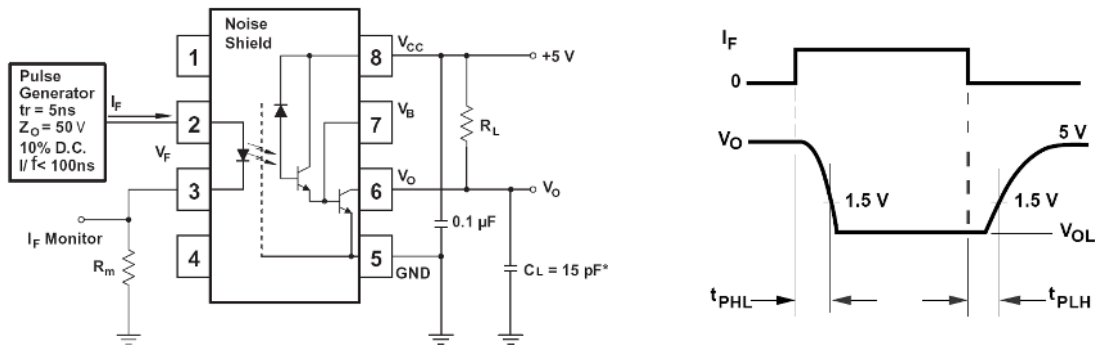 Noise
Shield
1
2
3
4
8
7
6
5
V_CC
V_B
V_O
GND
+5 V
Pulse
Generator
tr = 5ns
Z_O = 50 V
10% D.C.
I/ f < 100ns
I_F
V_F
I_F Monitor
R_m
R_L
V_O
0.1 µF
C_L = 15 pF*
I_F
0
V_O
5 V
1.5 V
1.5 V
V_OL
t_PHL
t_PLH